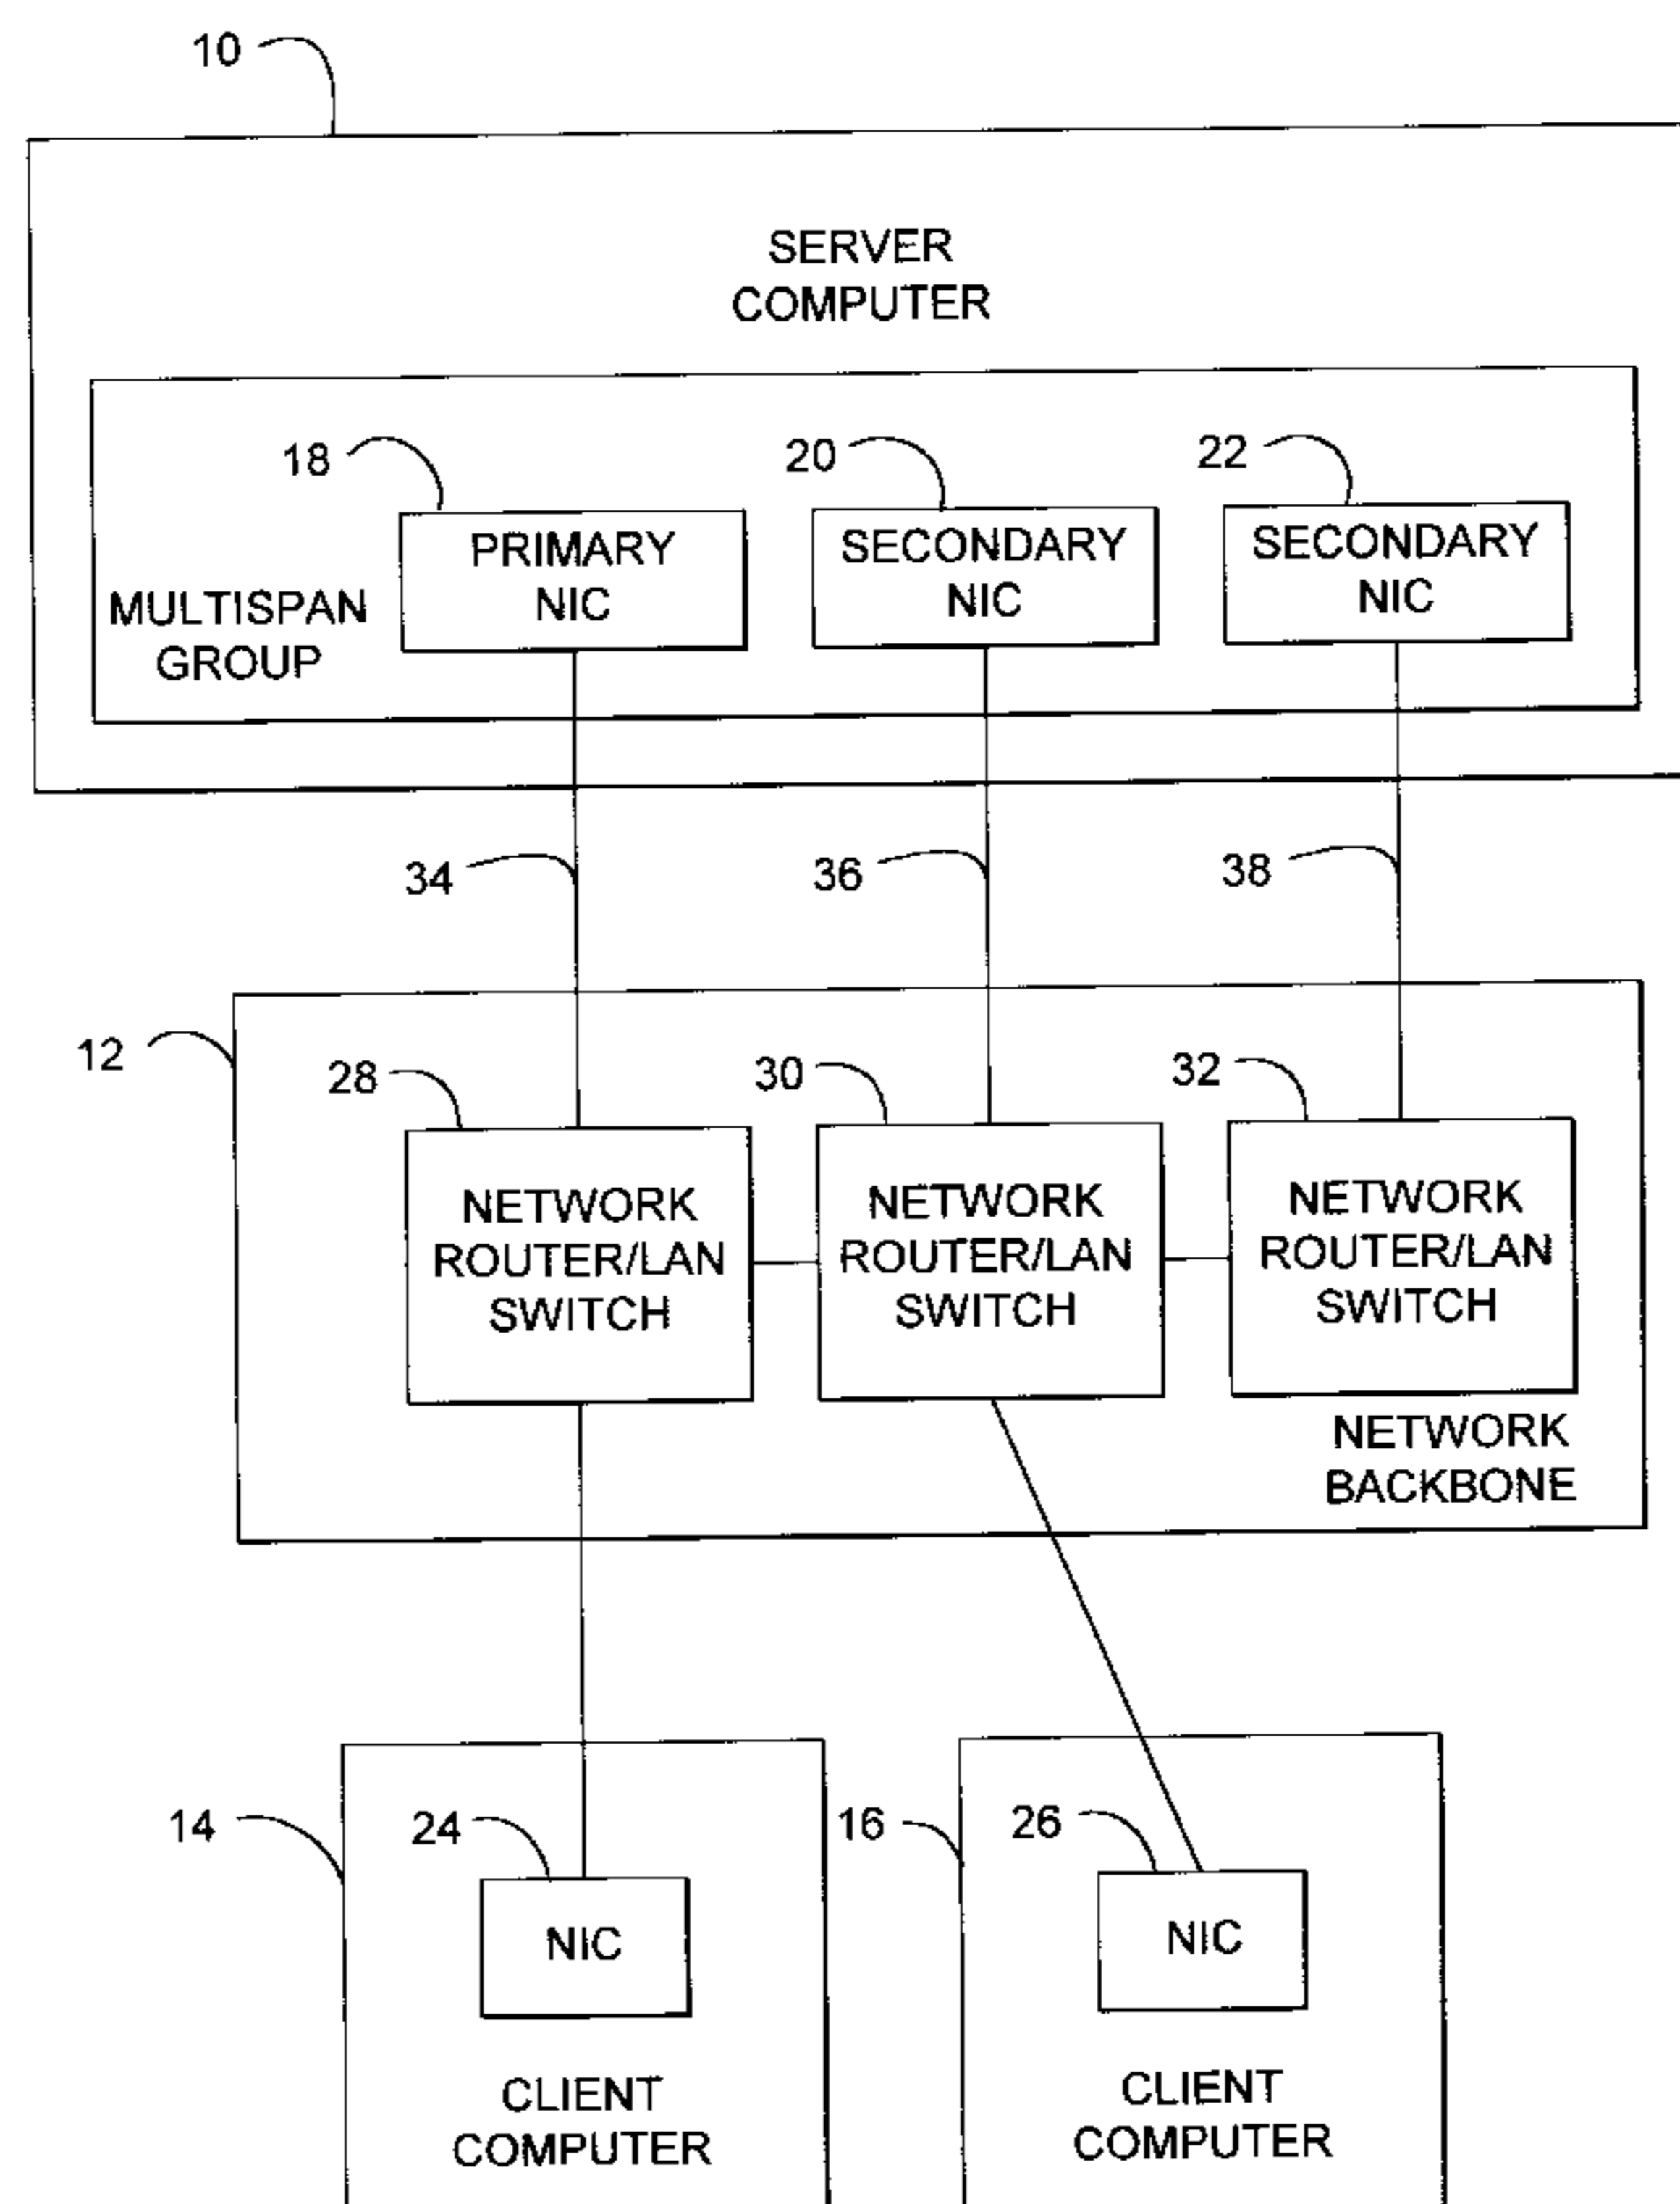 10
SERVER
COMPUTER
18
20
22
PRIMARY
NIC
SECONDARY
NIC
SECONDARY
NIC
MULTISPAN
GROUP
34
36
38
12
28
30
32
NETWORK
ROUTER/LAN
SWITCH
NETWORK
ROUTER/LAN
SWITCH
NETWORK
ROUTER/LAN
SWITCH
NETWORK
BACKBONE
14
24
16
26
NIC
NIC
CLIENT
COMPUTER
CLIENT
COMPUTER